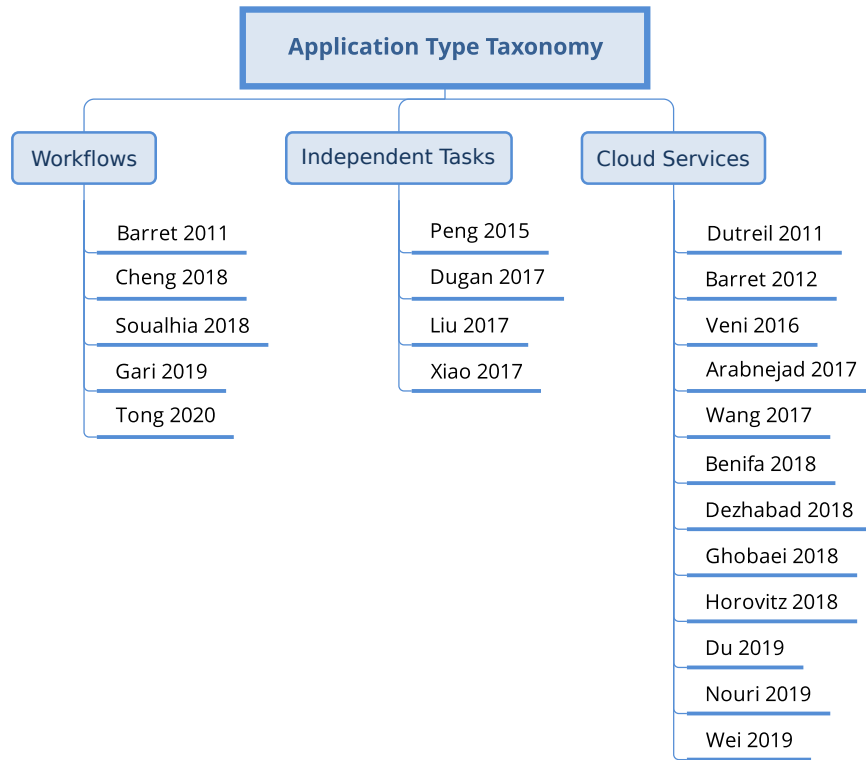 Application Type Taxonomy
Workflows
Barret 2011
Cheng 2018
Soualhia 2018
Gari 2019
Tong 2020
Independent Tasks
Peng 2015
Dugan 2017
Liu 2017
Xiao 2017
Cloud Services
Dutreil 2011
Barret 2012
Veni 2016
Arabnejad 2017
Wang 2017
Benifa 2018
Dezhabad 2018
Ghobaei 2018
Horovitz 2018
Du 2019
Nouri 2019
Wei 2019